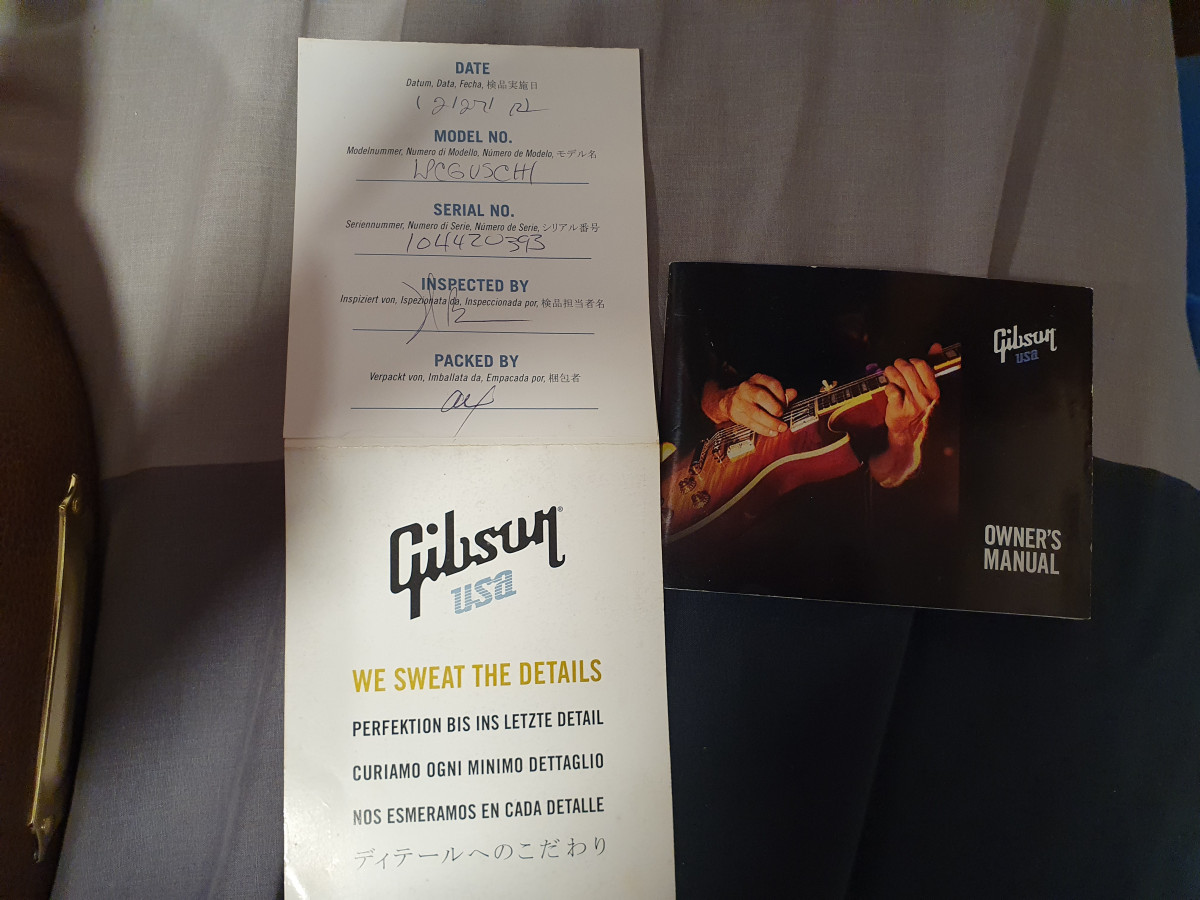 DATE
Datum, Data, Fecha, 検品実施日
MODEL NO.
Modelnummer, Numero di Modello, Número de Modelo, モデル名
LPCGUSCH1
SERIAL NO.
Seriennummer, Numero di Serie, Número de Serie, シリアル番号
104420393
INSPECTED BY
Inspiziert von, Ispezionata da, Inspeccionada por, 検品担当者名
PACKED BY
Verpackt von, Imballata da, Empacada por, 梱包者
Gibson
usa
WE SWEAT THE DETAILS
PERFEKTION BIS INS LETZTE DETAIL
CURIAMO OGNI MINIMO DETTAGLIO
NOS ESMERAMOS EN CADA DETALLE
ディテールへのこだわり
Gibson
usa
OWNER'S
MANUAL